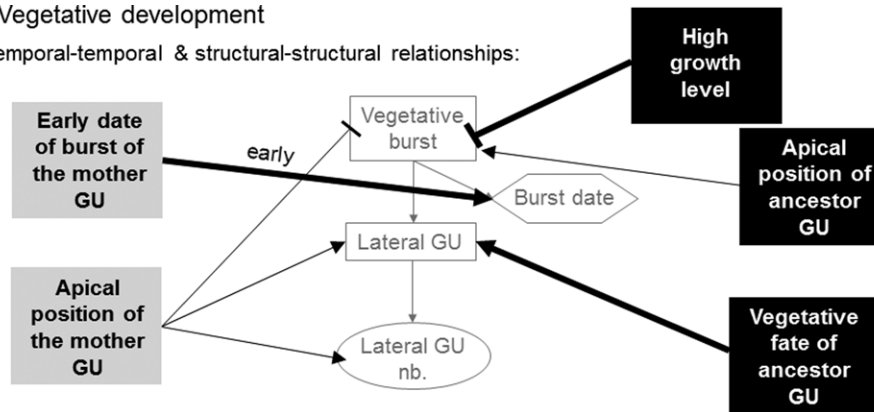 Vegetative development
emporal-temporal & structural-structural relationships:
High
growth
level
Early date
of burst of
the mother
GU
early
Vegetative
burst
Apical
position of
ancestor
GU
Burst date
Lateral GU
Apical
position of
the mother
GU
Lateral GU
nb.
Vegetative
fate of
ancestor
GU